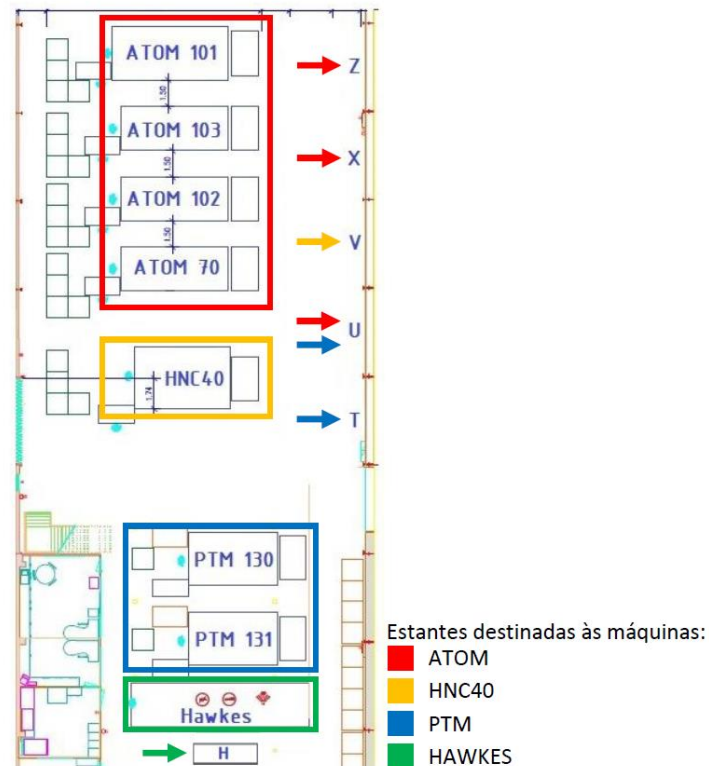 ATOM 101
Z
1.50
ATOM 103
X
1.50
ATOM 102
V
1.50
ATOM 70
U
HNC40
1.74
T
PTM 130
PTM 131
Hawkes
H
Estantes destinadas às máquinas:
ATOM
HNC40
PTM
HAWKES